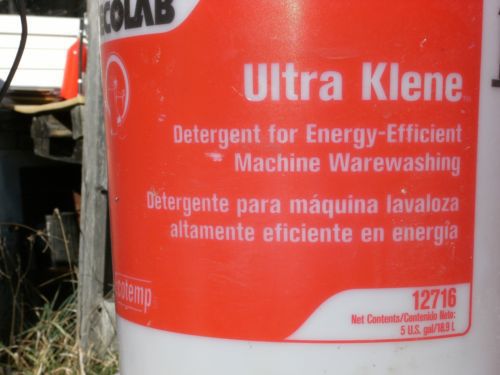 ECOLAB
Ultra Klene
Detergent for Energy-Efficient
Machine Warewashing
Detergente para máquina lavaloza
altamente eficiente en energía
ecotemp
12716
Net Contents/Contenido Neto:
5 U.S. gal/18.9 L